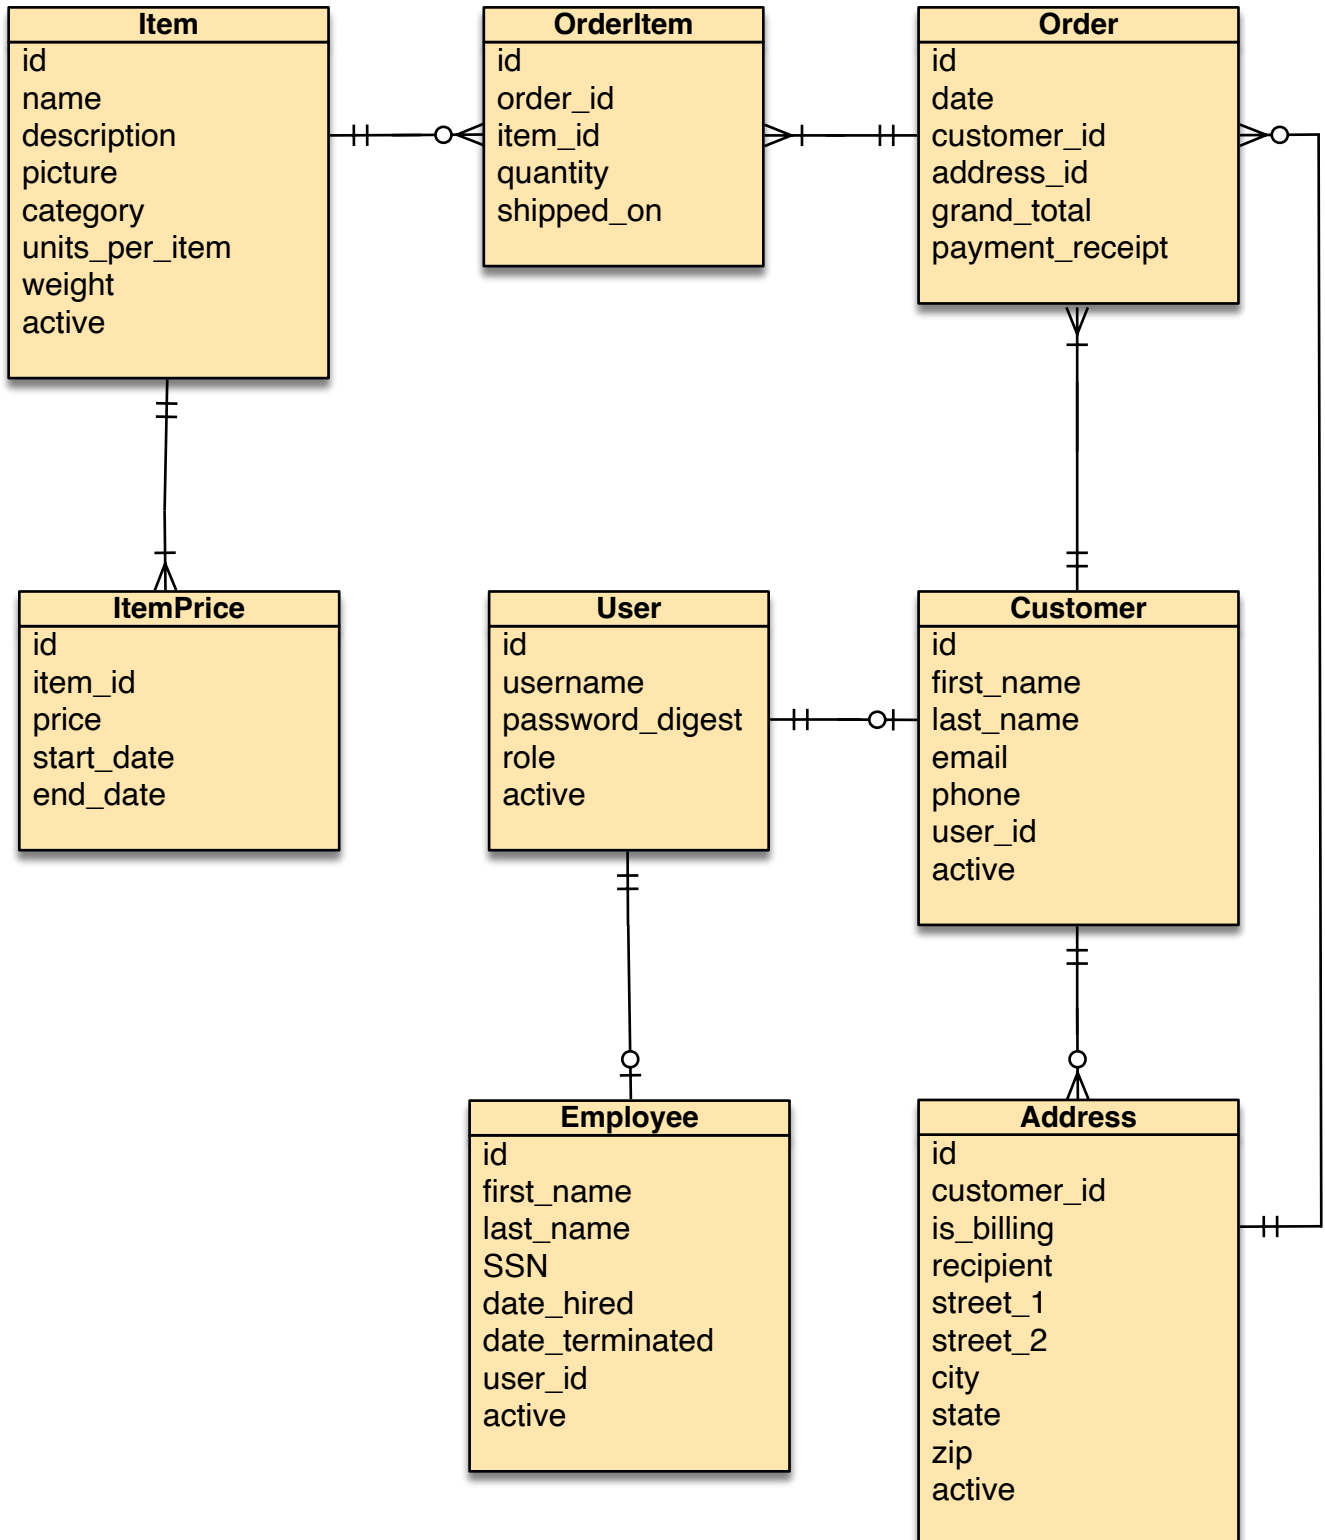 Item
id
name
description
picture
category
units_per_item
weight
active
OrderItem
id
order_id
item_id
quantity
shipped_on
Order
id
date
customer_id
address_id
grand_total
payment_receipt
ItemPrice
id
item_id
price
start_date
end_date
User
id
username
password_digest
role
active
Customer
id
first_name
last_name
email
phone
user_id
active
Employee
id
first_name
last_name
SSN
date_hired
date_terminated
user_id
active
Address
id
customer_id
is_billing
recipient
street_1
street_2
city
state
zip
active